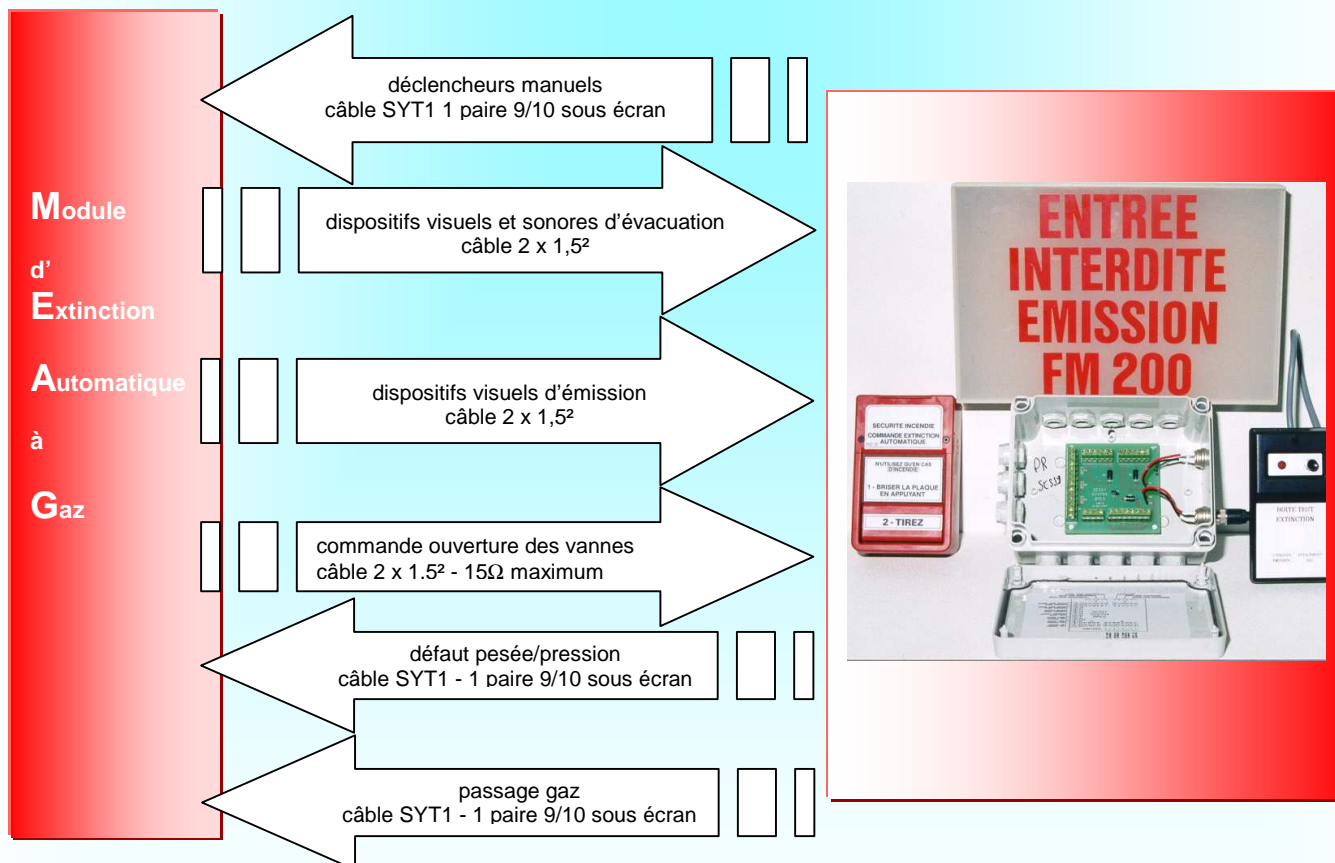 déclencheurs manuels
câble SYT1 1 paire 9/10 sous écran
Module
d’
Extinction
Automatique
à
Gaz
dispositifs visuels et sonores d’évacuation
câble 2 x 1,5²
dispositifs visuels d’émission
câble 2 x 1,5²
commande ouverture des vannes
câble 2 x 1.5² - 15Ω maximum
défaut pesée/pression
câble SYT1 - 1 paire 9/10 sous écran
passage gaz
câble SYT1 - 1 paire 9/10 sous écran
ENTREE
INTERDITE
EMISSION
FM 200
SECURITE INCENDIE
COMMANDE EXTINCTION
AUTOMATIQUE
N'UTILISEZ QU'EN CAS
D'INCENDIE
1 - BRISER LA PLAQUE
EN APPUYANT
2 - TIREZ
BOITE TEST
EXTINCTION